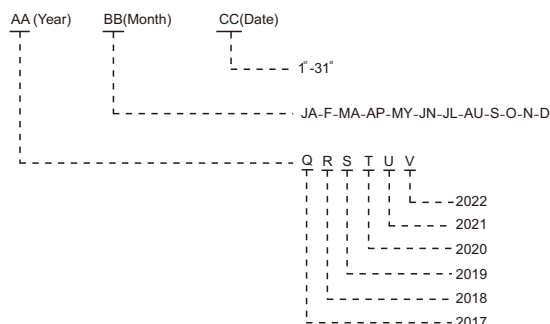 AA (Year) BB(Month) CC(Date)
1st-31st
JA-F-MA-AP-MY-JN-JL-AU-S-O-N-D
Q R S T U V
2022
2021
2020
2019
2018
2017